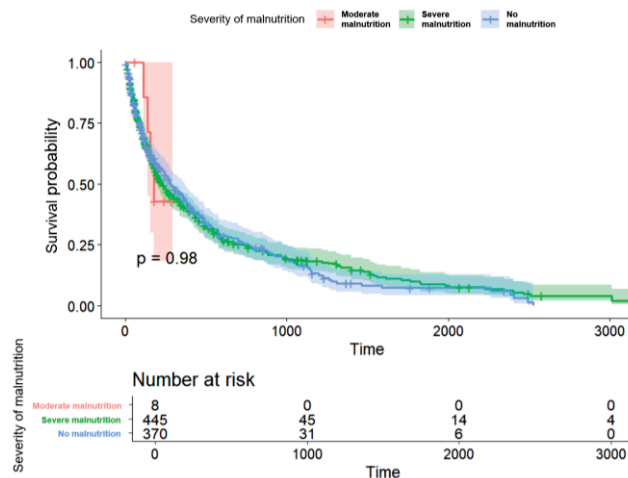 Severity of malnutrition Moderate malnutrition Severe malnutrition No malnutrition
1.00
0.75
0.50
0.25
0.00
Survival probability
p = 0.98
0 1000 2000 3000
Time
Number at risk
Severity of malnutrition
Moderate malnutrition 8 0 0 0
Severe malnutrition 445 45 14 4
No malnutrition 370 31 6 0
0 1000 2000 3000
Time